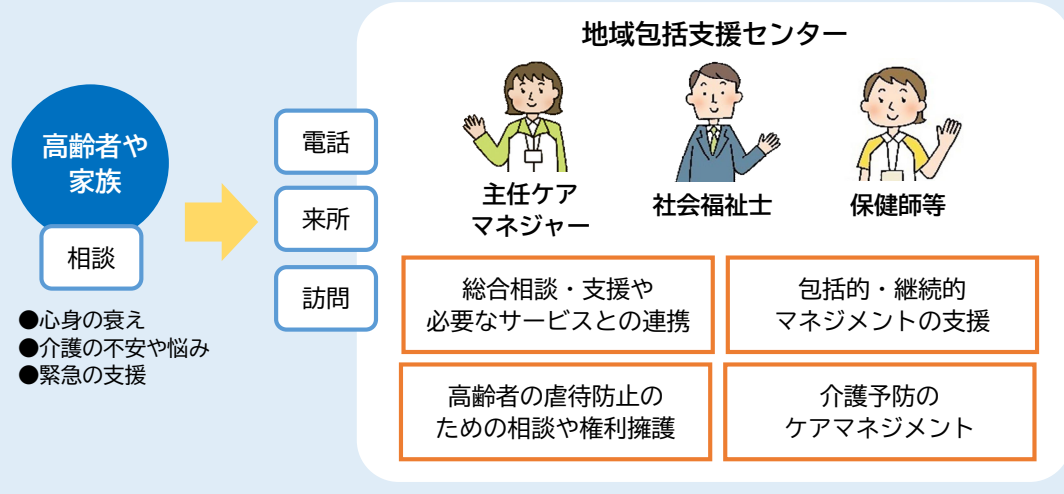 地域包括支援センター
高齢者や
家族
相談
●心身の衰え
●介護の不安や悩み
●緊急の支援
電話
来所
訪問
主任ケア
マネジャー
社会福祉士
保健師等
総合相談・支援や
必要なサービスとの連携
包括的・継続的
マネジメントの支援
高齢者の虐待防止の
ための相談や権利擁護
介護予防の
ケアマネジメント